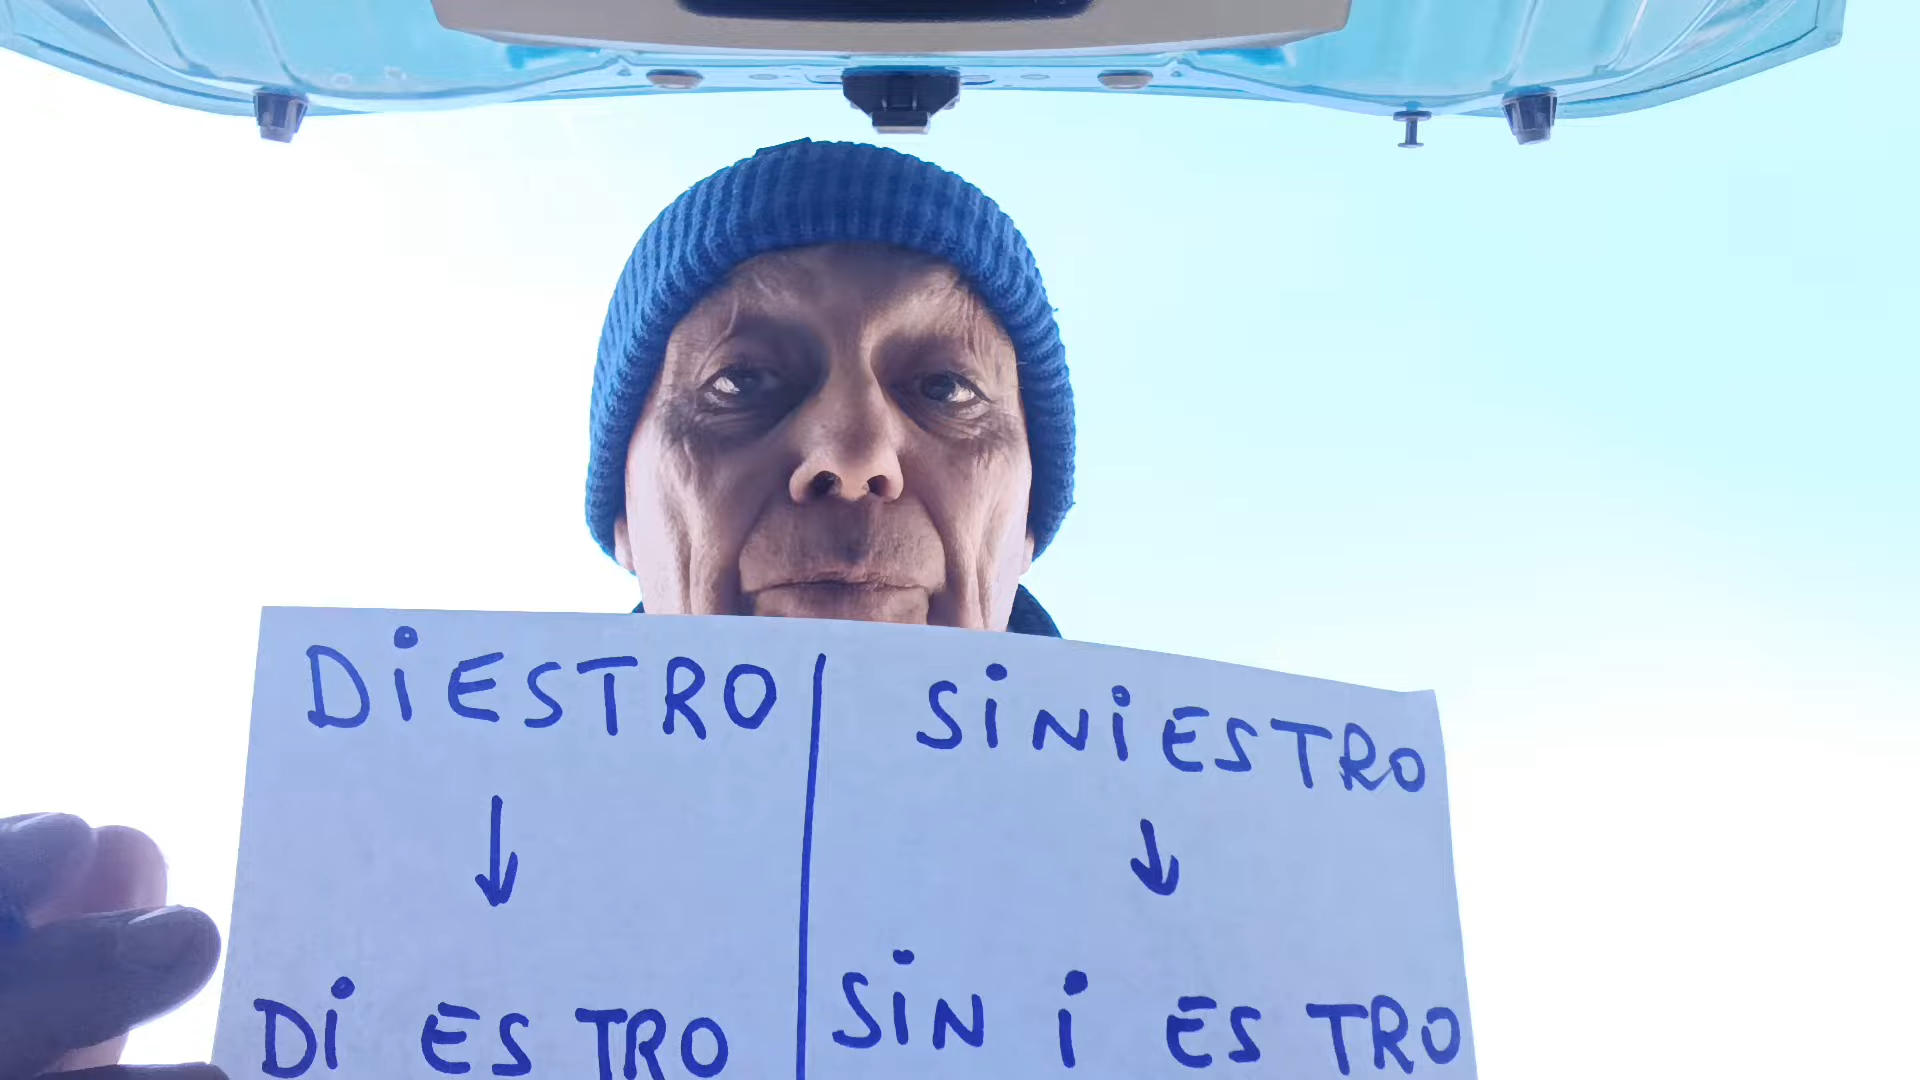 DiESTRO
↓
Di ES TRO
SiNiESTRO
↓
SiN i ES TRO